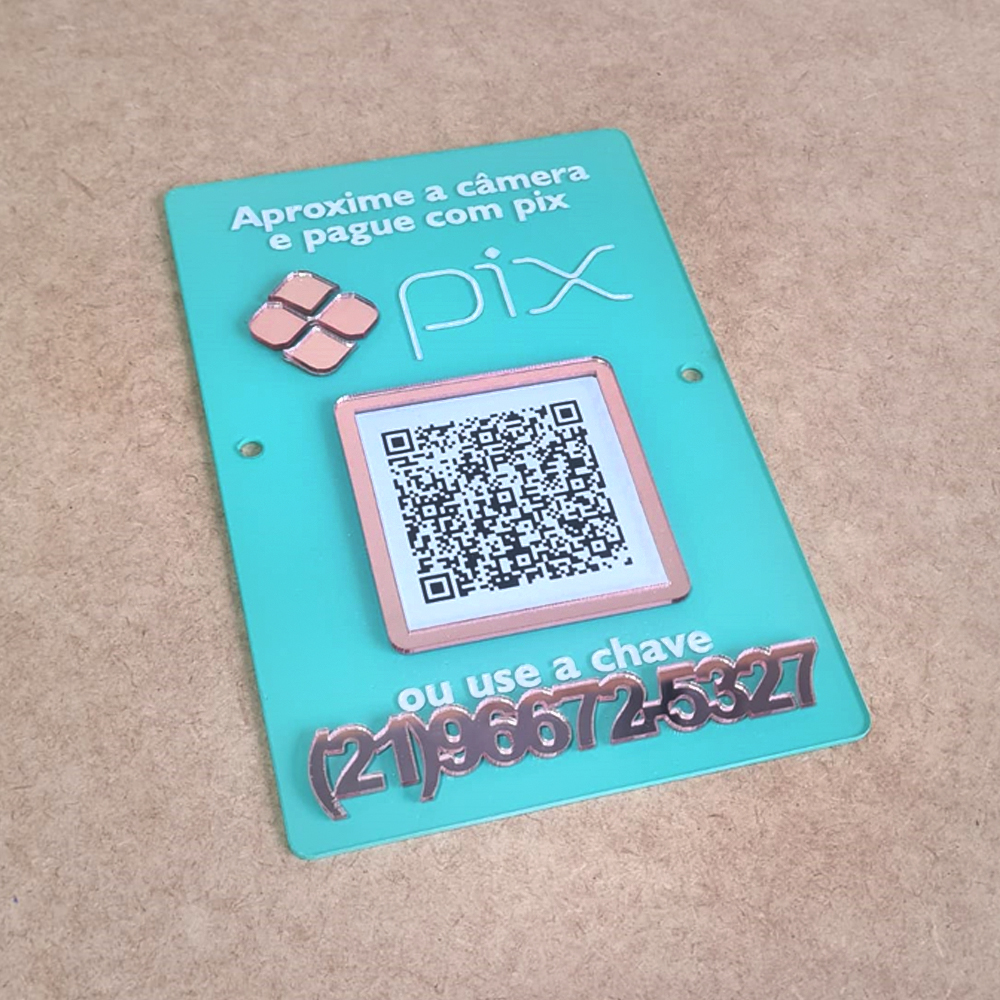 Aproxime a câmera
e pague com pix
pix
ou use a chave
(21)96672-5327